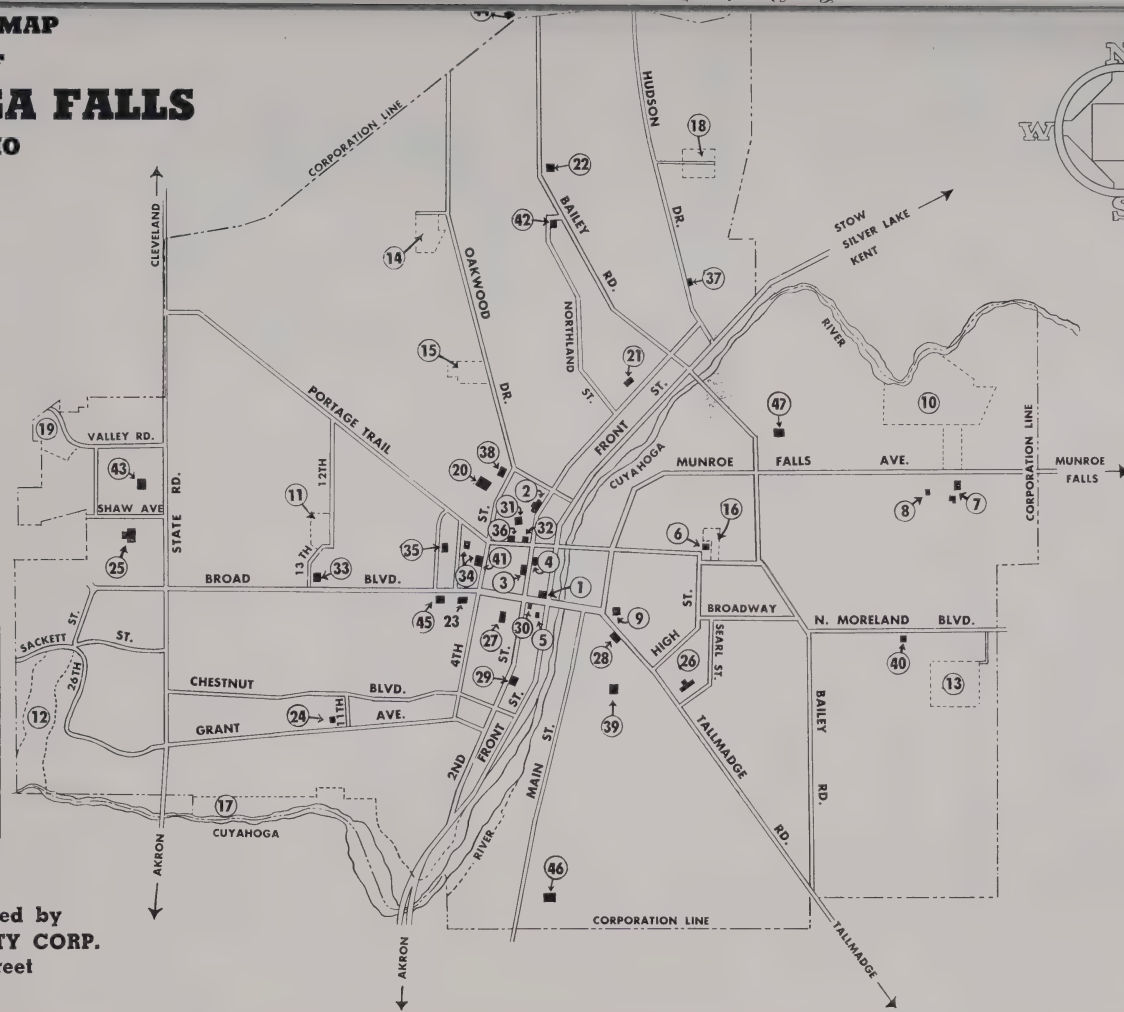 MAP
GA FALLS
IO
N
W
S
CLEVELAND
CORPORATION LINE
HUDSON
DR.
18
22
BAILEY
RD.
42
14
OAKWOOD
DR.
STOW
SILVER LAKE
KENT
37
NORTHLAND
ST.
RIVER
15
21
PORTAGE TRAIL
19
VALLEY RD.
43
STATE RD.
SHAW AVE
25
FRONT ST.
CUYAHOGA
47
10
CORPORATION LINE
MUNROE FALLS AVE.
MUNROE
FALLS
8
7
12TH
11
13 TH
33
38
20
ST.
2
31
36
32
35
34
41
3
4
1
6
16
BROAD BLVD.
45
23
27
30
5
9
28
ST.
BROADWAY
HIGH
SEARL ST.
N. MORELAND BLVD.
40
13
26
SACKETT ST.
ST.
26TH
12
4TH
ST.
29
CHESTNUT BLVD.
24
11TH
GRANT AVE.
39
TALLMADGE
RD.
BAILEY
RD.
2ND
FRONT
ST.
MAIN ST.
17
CUYAHOGA
RIVER
AKRON
46
CORPORATION LINE
ed by
TY CORP.
reet
AKRON
TALLMADGE